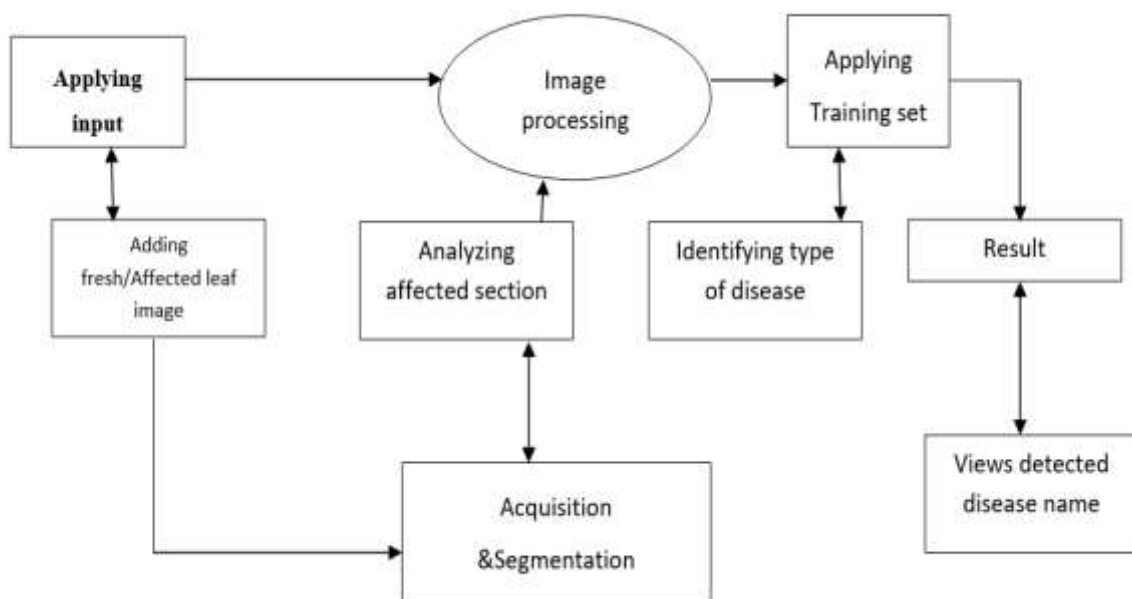 Applying
input
Image
processing
Applying
Training set
Adding
fresh/Affected leaf
image
Analyzing
affected section
Identifying type
of disease
Result
Acquisition
&Segmentation
Views detected
disease name